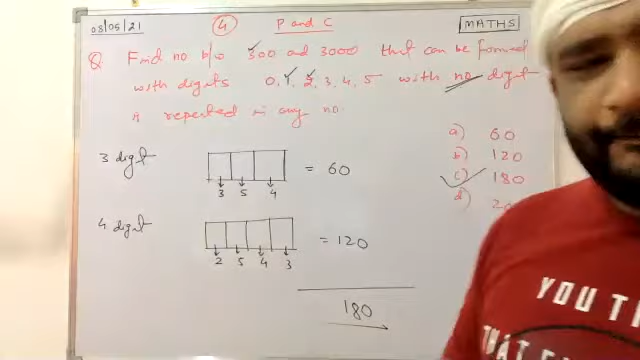 03/05/21
4
P and C
MATHS
Q. Find no b/w 300 and 3000 that can be formed
with digits 0, 1, 2, 3, 4, 5 with no digit
is repeated in any no.
a) 60
b) 120
c) 180
d)
3 digit
3 5 4
= 60
4 digit
2 5 4 3
= 120
180
YOU
THAT